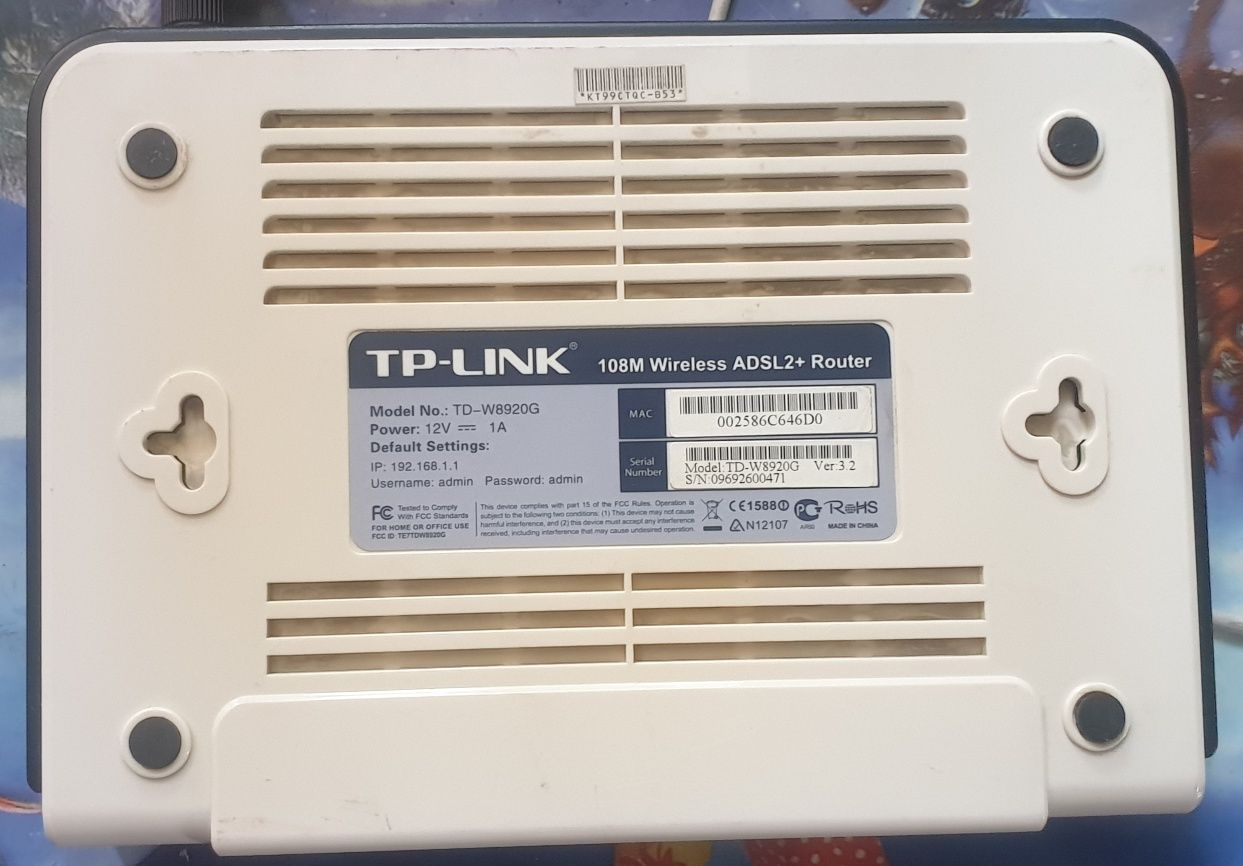 *KT99CTQC-B53*
TP-LINK® 108M Wireless ADSL2+ Router
Model No.: TD-W8920G
Power: 12V ⎓ 1A
Default Settings:
IP: 192.168.1.1
Username: admin Password: admin
MAC
002586C646D0
Serial
Number
Model:TD-W8920G Ver:3.2
S/N:09692600471
FC Tested to Comply
With FCC Standards
FOR HOME OR OFFICE USE
FCC ID: TE7TDW8920G
This device complies with part 15 of the FCC Rules. Operation is
subject to the following two conditions: (1) This device may not cause
harmful interference, and (2) this device must accept any interference
received, including interference that may cause undesired operation.
CE1588
N12107
RoHS
MADE IN CHINA